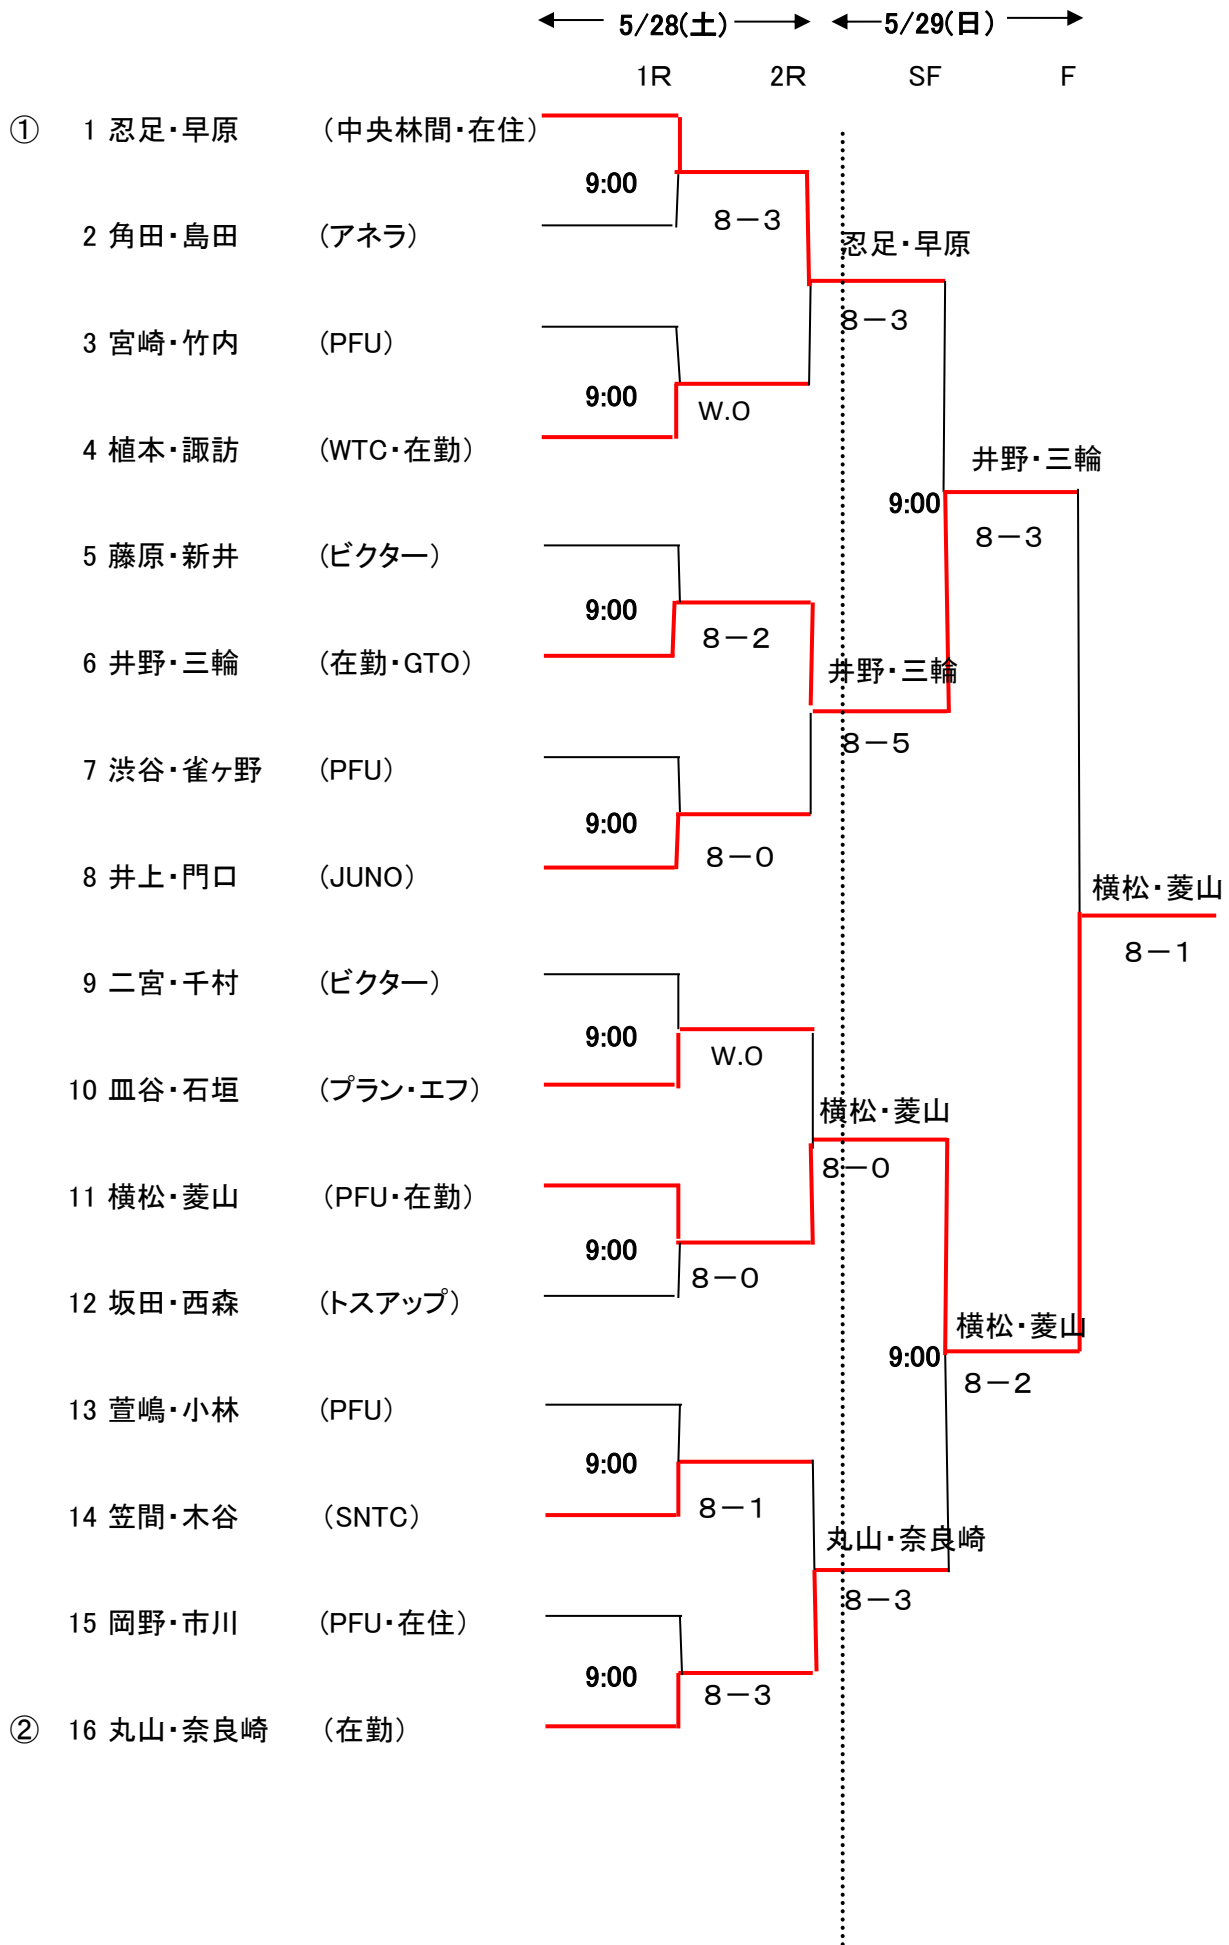 5/28(土) 5/29(日)
1R 2R SF F
① 1 忍足・早原 （中央林間・在住）
9:00
8－3
2 角田・島田 （アネラ）
忍足・早原
8－3
3 宮崎・竹内 （PFU）
9:00
W.O
4 植本・諏訪 （WTC・在勤）
井野・三輪
9:00
8－3
5 藤原・新井 （ビクター）
9:00
8－2
6 井野・三輪 （在勤・GTO）
井野・三輪
8－5
7 渋谷・雀ヶ野 （PFU）
9:00
8－0
8 井上・門口 （JUNO）
横松・菱山
8－1
9 二宮・千村 （ビクター）
9:00
W.O
10 皿谷・石垣 （プラン・エフ）
横松・菱山
8－0
11 横松・菱山 （PFU・在勤）
9:00
8－0
12 坂田・西森 （トスアップ）
横松・菱山
9:00
8－2
13 萱嶋・小林 （PFU）
9:00
8－1
14 笠間・木谷 （SNTC）
丸山・奈良崎
8－3
15 岡野・市川 （PFU・在住）
9:00
8－3
② 16 丸山・奈良崎 （在勤）